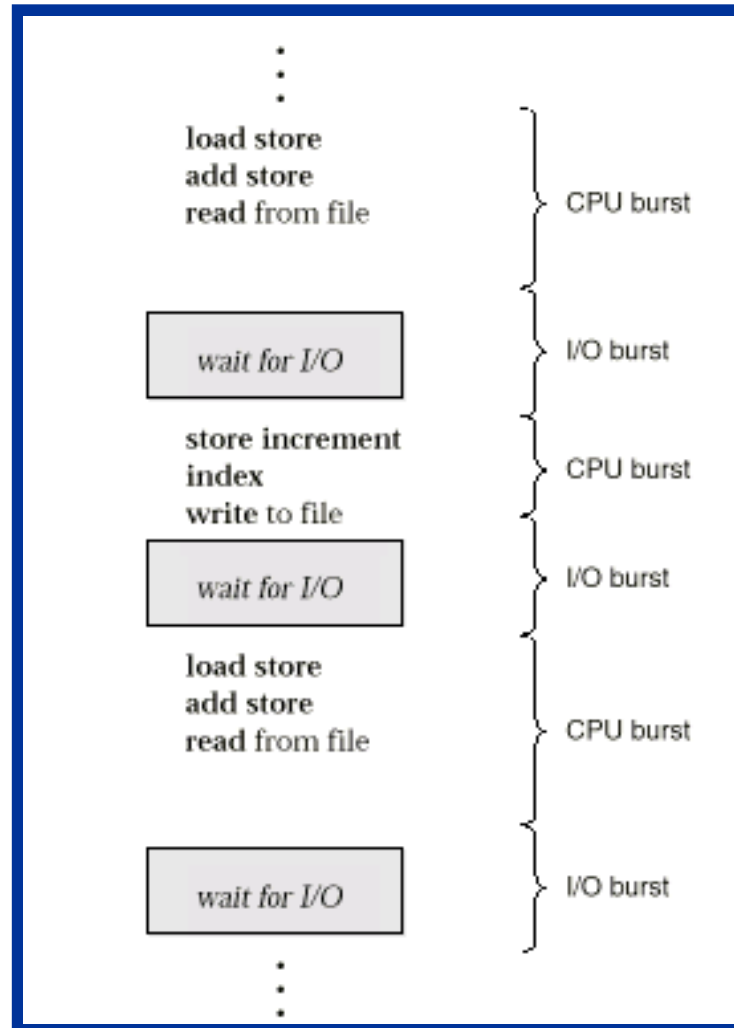 load store
add store
read from file
CPU burst
wait for I/O
I/O burst
store increment
index
write to file
CPU burst
wait for I/O
I/O burst
load store
add store
read from file
CPU burst
wait for I/O
I/O burst